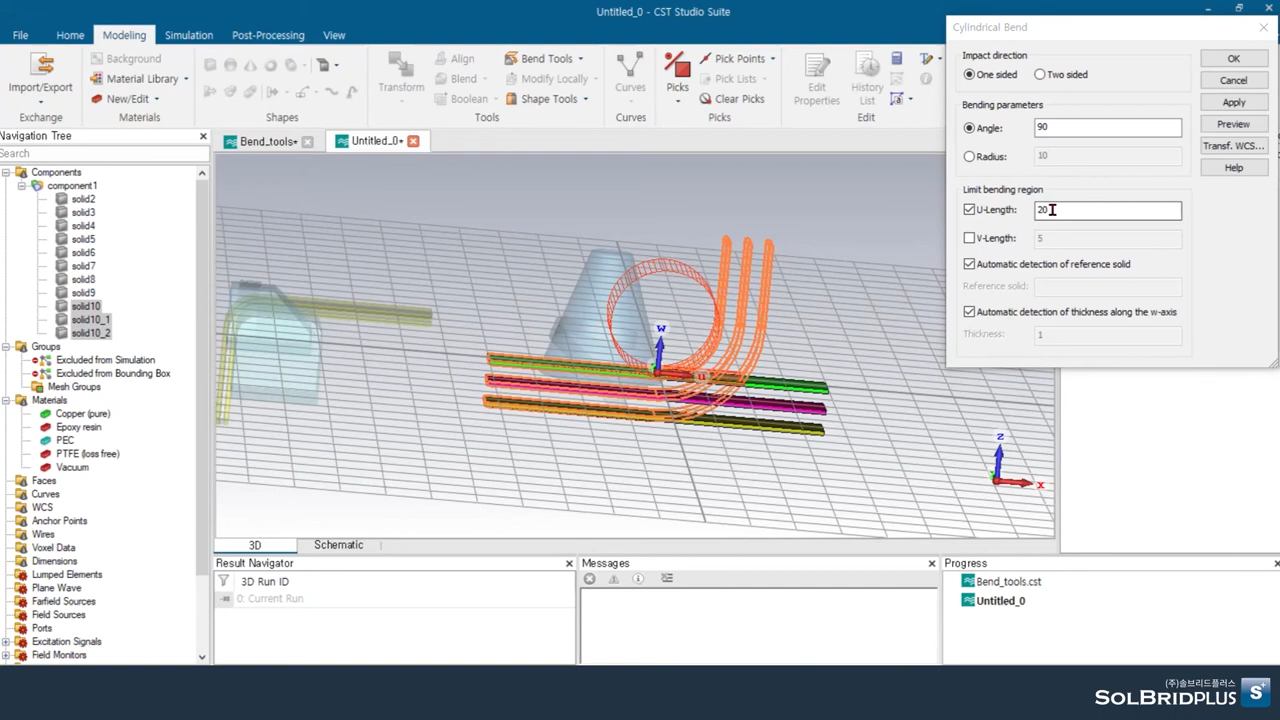 Untitled_0 - CST Studio Suite
File
Home
Modeling
Simulation
Post-Processing
View
Import/Export
Exchange
Background
Material Library
New/Edit
Materials
Shapes
Transform
Align
Blend
Boolean
Bend Tools
Modify Locally
Shape Tools
Tools
Curves
Curves
Picks
Pick Points
Pick Lists
Clear Picks
Picks
Edit
Properties
History
List
Edit
Navigation Tree
Search
Components
component1
solid2
solid3
solid4
solid5
solid6
solid7
solid8
solid9
solid10
solid10_1
solid10_2
Groups
Excluded from Simulation
Excluded from Bounding Box
Mesh Groups
Materials
Copper (pure)
Epoxy resin
PEC
PTFE (loss free)
Vacuum
Faces
Curves
WCS
Anchor Points
Wires
Voxel Data
Dimensions
Lumped Elements
Plane Wave
Farfield Sources
Field Sources
Ports
Excitation Signals
Field Monitors
Bend_tools*
Untitled_0*
w
u
z
x
3D
Schematic
Result Navigator
3D Run ID
0: Current Run
Messages
Progress
Bend_tools.cst
Untitled_0
Cylindrical Bend
Impact direction
One sided
Two sided
Bending parameters
Angle:
90
Radius:
10
Limit bending region
U-Length:
20
V-Length:
5
Automatic detection of reference solid
Reference solid:
Automatic detection of thickness along the w-axis
Thickness:
1
OK
Cancel
Apply
Preview
Transf. WCS...
Help
(주)솔브리드플러스
SOLBRIDPLUS
S+